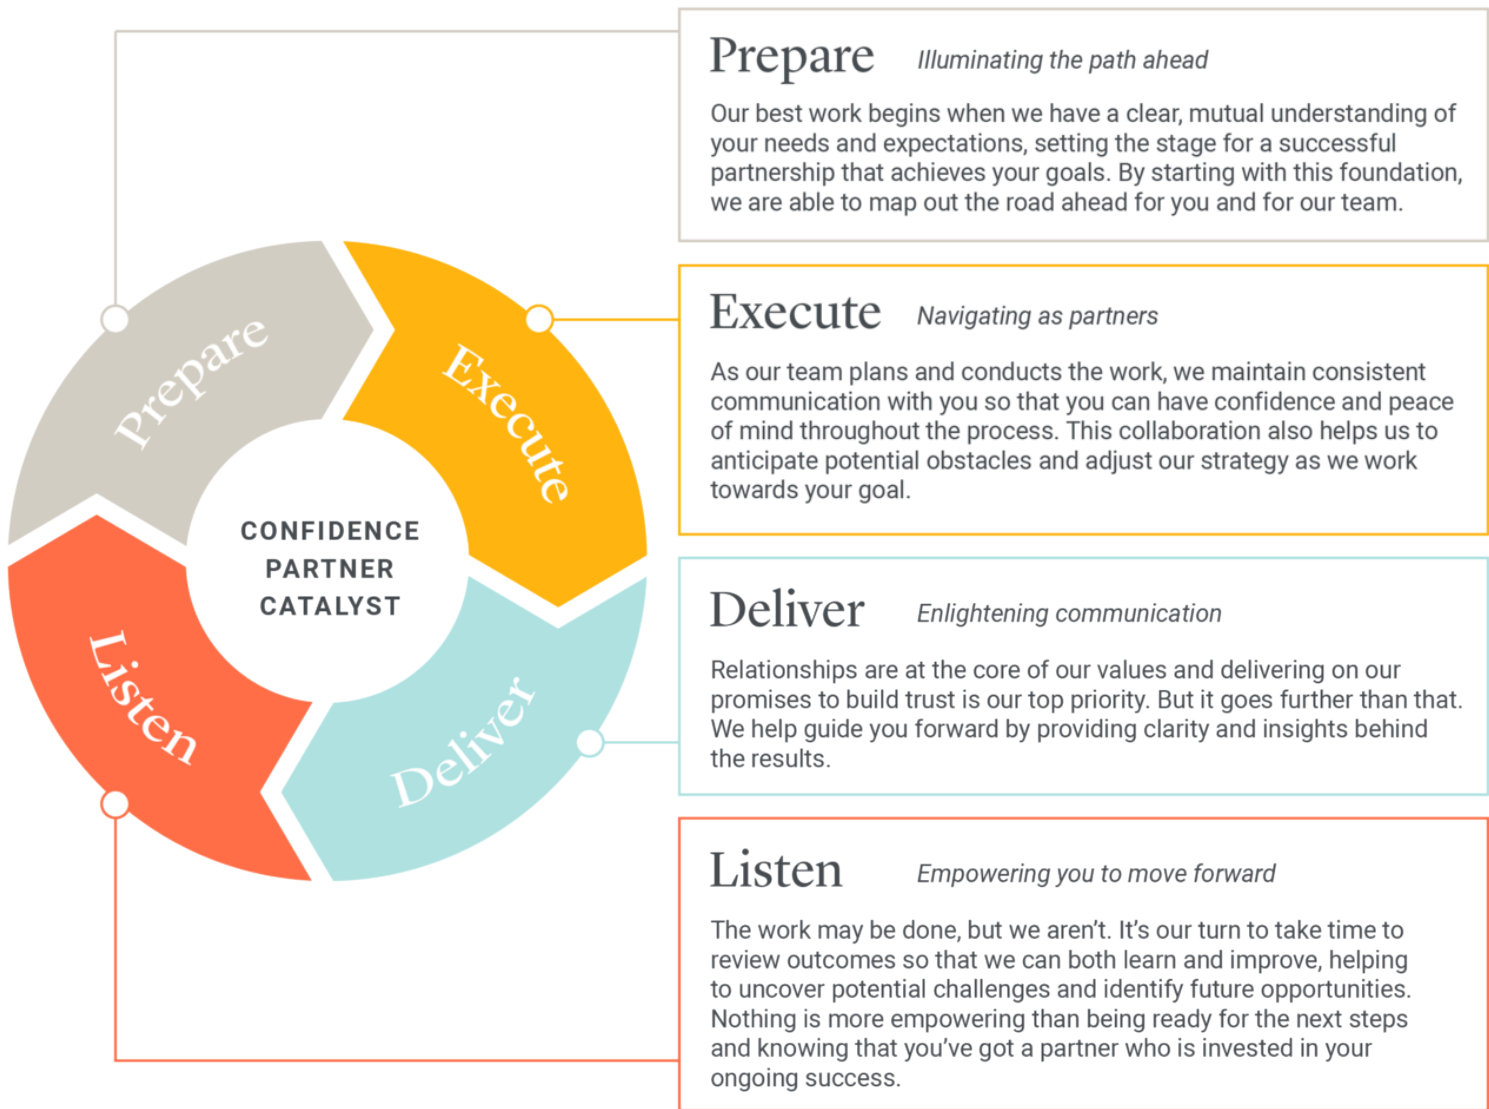 Prepare Illuminating the path ahead
Our best work begins when we have a clear, mutual understanding of
your needs and expectations, setting the stage for a successful
partnership that achieves your goals. By starting with this foundation,
we are able to map out the road ahead for you and for our team.
Execute Navigating as partners
As our team plans and conducts the work, we maintain consistent
communication with you so that you can have confidence and peace
of mind throughout the process. This collaboration also helps us to
anticipate potential obstacles and adjust our strategy as we work
towards your goal.
Deliver Enlightening communication
Relationships are at the core of our values and delivering on our
promises to build trust is our top priority. But it goes further than that.
We help guide you forward by providing clarity and insights behind
the results.
Listen Empowering you to move forward
The work may be done, but we aren’t. It’s our turn to take time to
review outcomes so that we can both learn and improve, helping
to uncover potential challenges and identify future opportunities.
Nothing is more empowering than being ready for the next steps
and knowing that you’ve got a partner who is invested in your
ongoing success.
Prepare
Execute
Deliver
Listen
CONFIDENCE
PARTNER
CATALYST